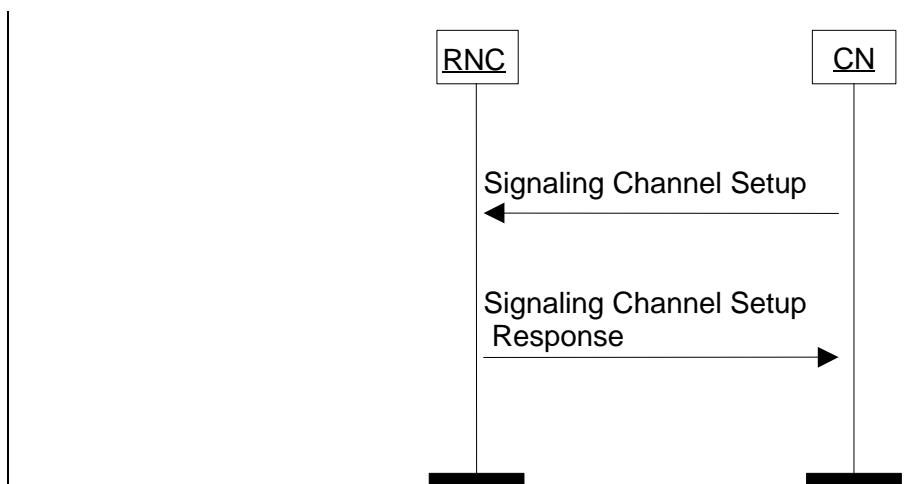 RNC
CN
Signaling Channel Setup
Signaling Channel Setup
Response